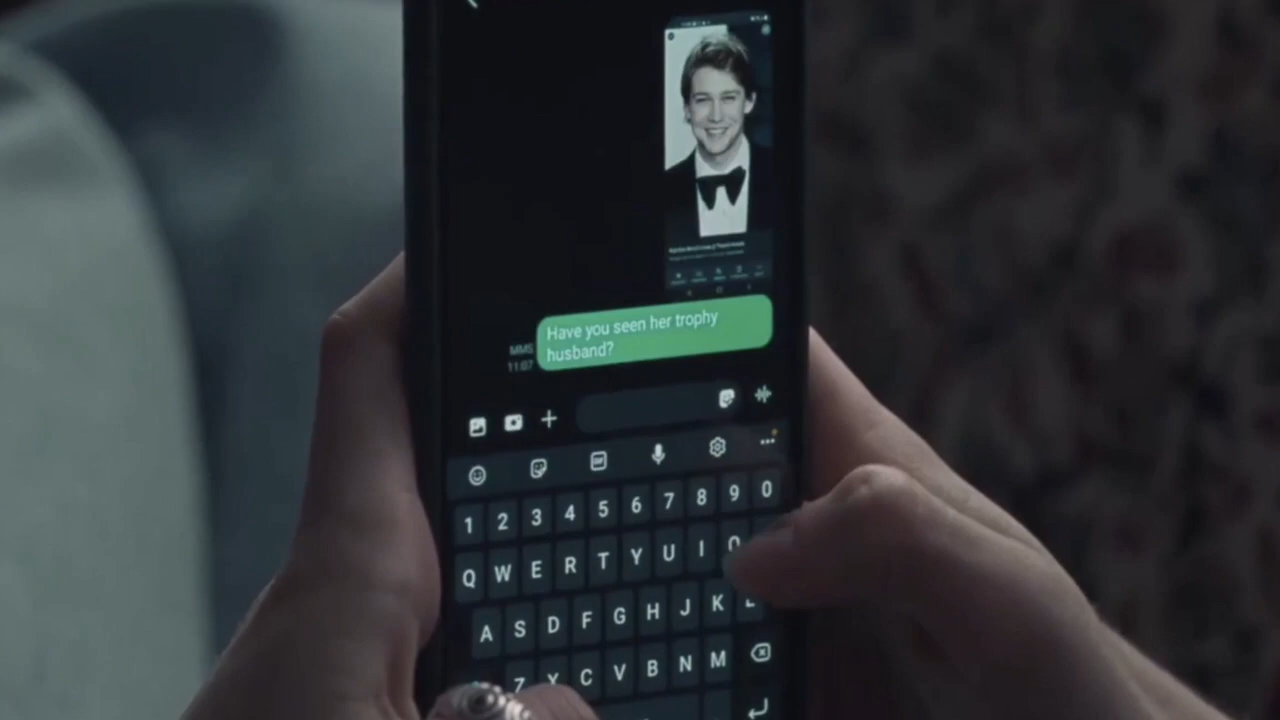 Have you seen her trophy
husband?
MMS
11:07
GIF
1 2 3 4 5 6 7 8 9 0
Q W E R T Y U I O
A S D F G H J K L
Z X C V B N M